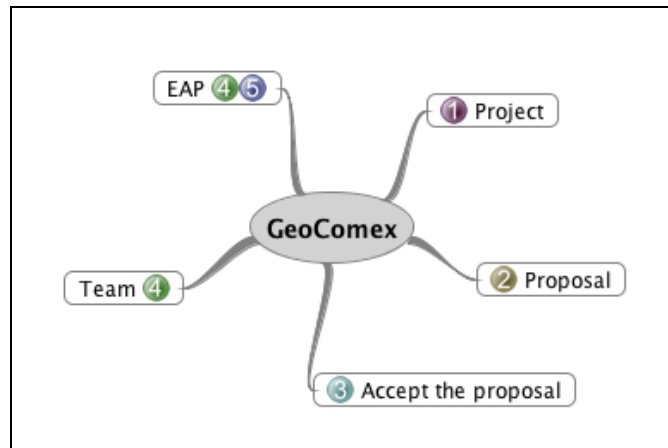 EAP 4 5
1 Project
GeoComex
Team 4
2 Proposal
3 Accept the proposal